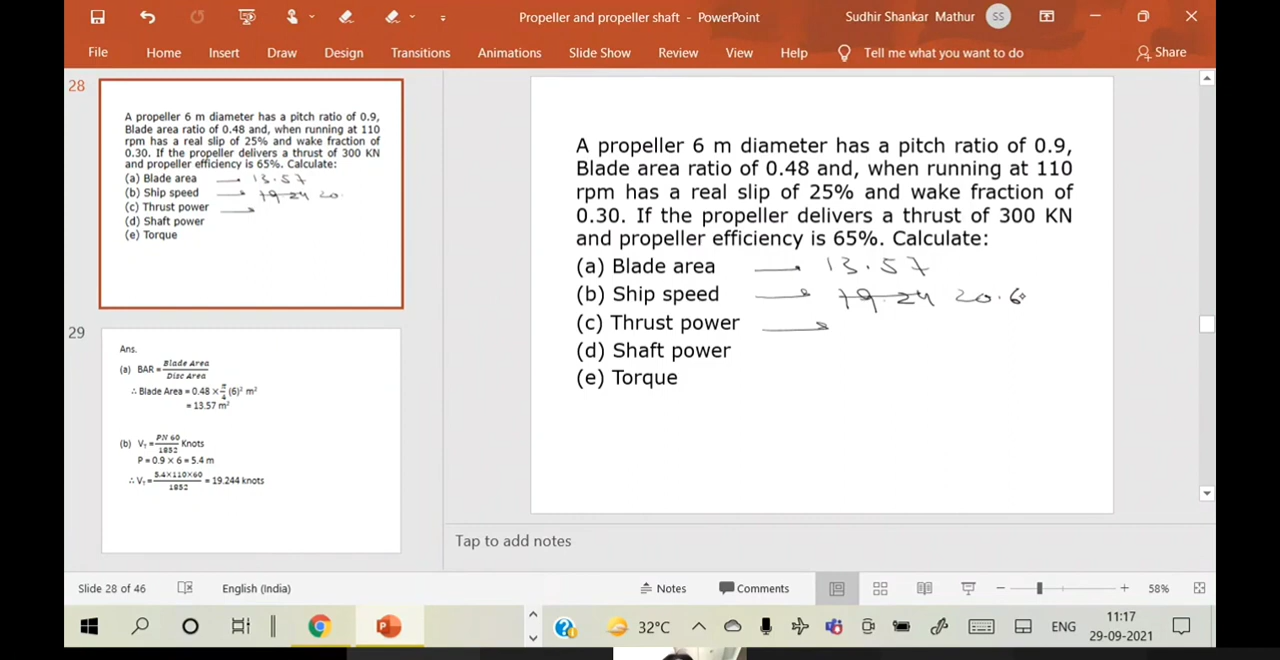 Propeller and propeller shaft - PowerPoint
Sudhir Shankar Mathur
SS
File Home Insert Draw Design Transitions Animations Slide Show Review View Help Tell me what you want to do Share
28
A propeller 6 m diameter has a pitch ratio of 0.9,
Blade area ratio of 0.48 and, when running at 110
rpm has a real slip of 25% and wake fraction of
0.30. If the propeller delivers a thrust of 300 KN
and propeller efficiency is 65%. Calculate:
(a) Blade area 13.57
(b) Ship speed 19.24 20.
(c) Thrust power
(d) Shaft power
(e) Torque
29
Ans.
(a) BAR = Blade Area / Disc Area
∴ Blade Area = 0.48 × π/4 (6)² m²
= 13.57 m²
(b) V_T = PN 60 / 1852 Knots
P = 0.9 × 6 = 5.4 m
∴ V_T = 5.4×110×60 / 1852 = 19.244 knots
A propeller 6 m diameter has a pitch ratio of 0.9,
Blade area ratio of 0.48 and, when running at 110
rpm has a real slip of 25% and wake fraction of
0.30. If the propeller delivers a thrust of 300 KN
and propeller efficiency is 65%. Calculate:
(a) Blade area 13.57
(b) Ship speed 19.24 20.6
(c) Thrust power
(d) Shaft power
(e) Torque
Tap to add notes
Slide 28 of 46 English (India) Notes Comments 58%
32°C ENG 11:17
29-09-2021